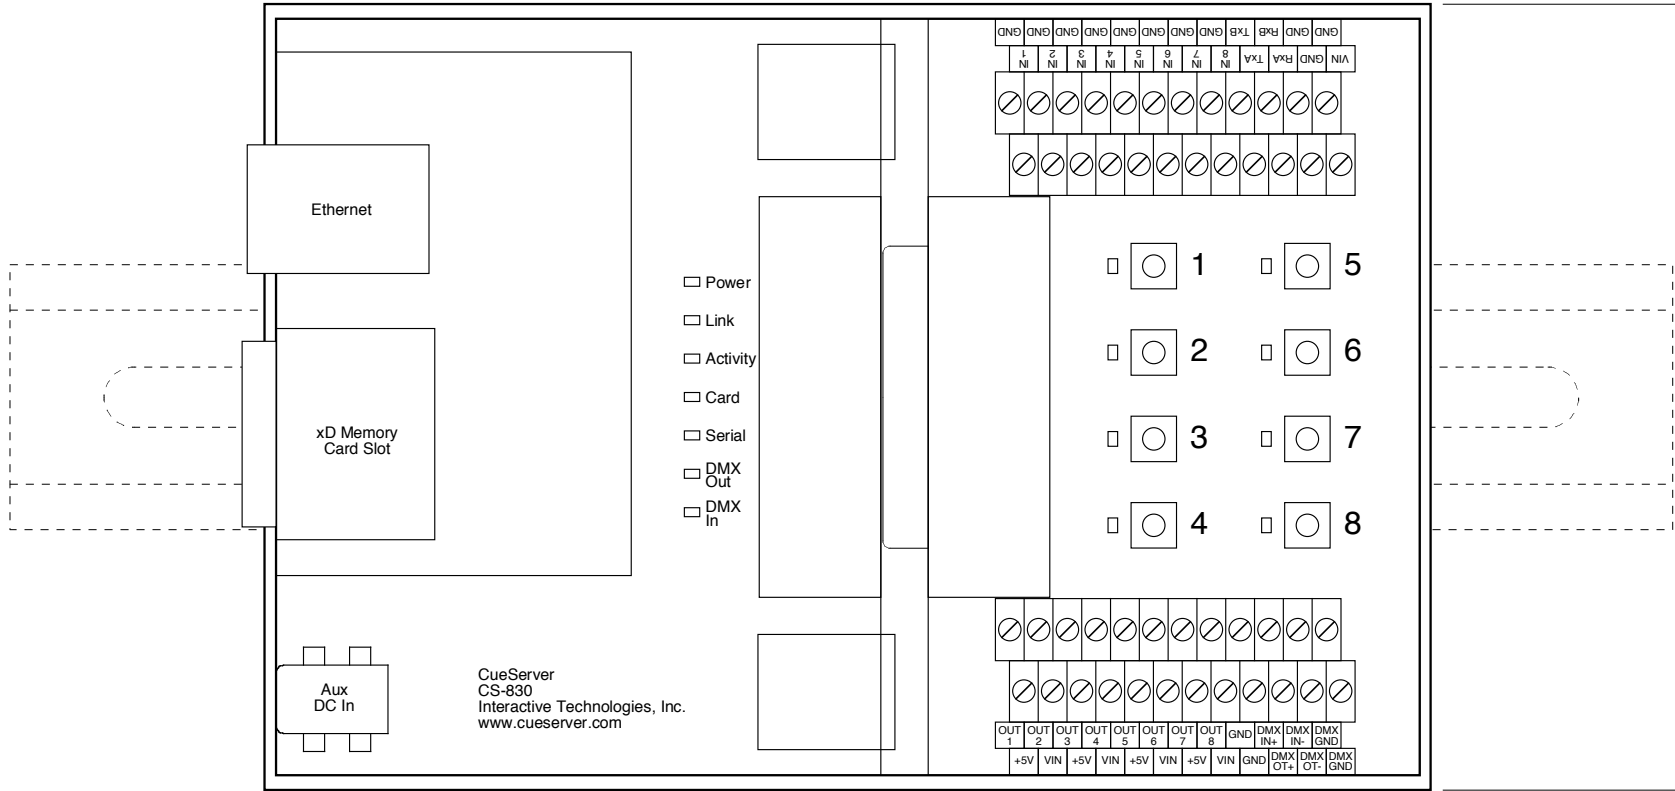 GND GND GND GND GND GND GND GND TxB RxB GND GND
IN 1 IN 2 IN 3 IN 4 IN 5 IN 6 IN 7 IN 8 TxA RxA GND VIN
Ethernet
Power
Link
Activity
Card
Serial
DMX
Out
DMX
In
xD Memory
Card Slot
1 5
2 6
3 7
4 8
Aux
DC In
CueServer
CS-830
Interactive Technologies, Inc.
www.cueserver.com
OUT OUT OUT OUT OUT OUT OUT OUT GND DMX DMX DMX
1 2 3 4 5 6 7 8 IN+ IN- GND
+5V VIN +5V VIN +5V VIN +5V VIN GND DMX DMX DMX
OT+ OT- GND